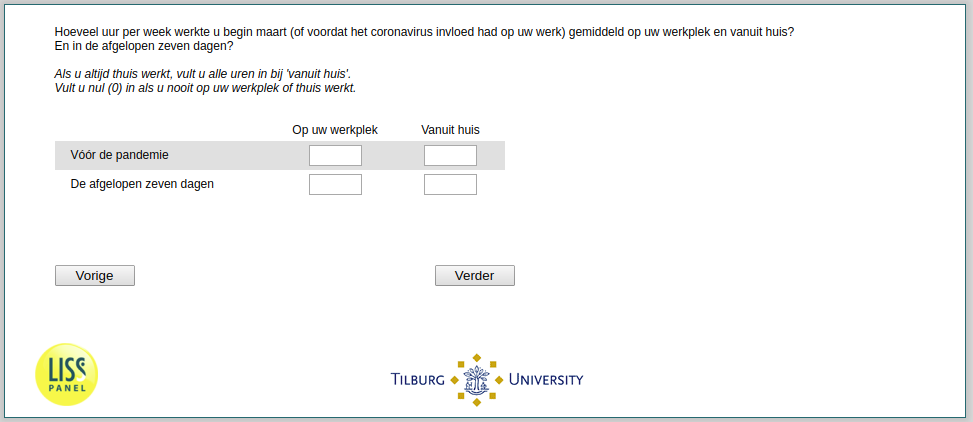 Hoeveel uur per week werkte u begin maart (of voordat het coronavirus invloed had op uw werk) gemiddeld op uw werkplek en vanuit huis?
En in de afgelopen zeven dagen?
Als u altijd thuis werkt, vult u alle uren in bij 'vanuit huis'.
Vult u nul (0) in als u nooit op uw werkplek of thuis werkt.
Op uw werkplek Vanuit huis
Vóór de pandemie
De afgelopen zeven dagen
Vorige Verder
LISS
PANEL
TILBURG UNIVERSITY